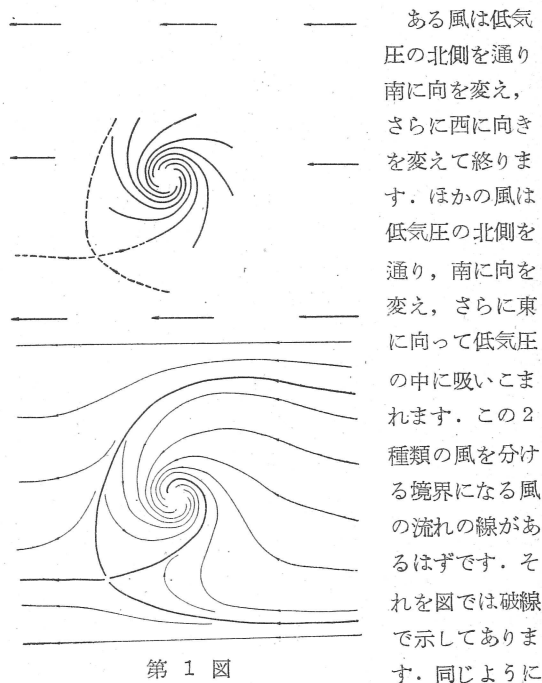 ある風は低気
圧の北側を通り
南に向を変え，
さらに西に向き
を変えて終りま
す．ほかの風は
低気圧の北側を
通り，南に向を
変え，さらに東
に向って低気圧
の中に吸いこま
れます．この2
種類の風を分け
る境界になる風
の流れの線があ
るはずです．そ
れを図では破線
で示してありま
す．同じように
第 1 図